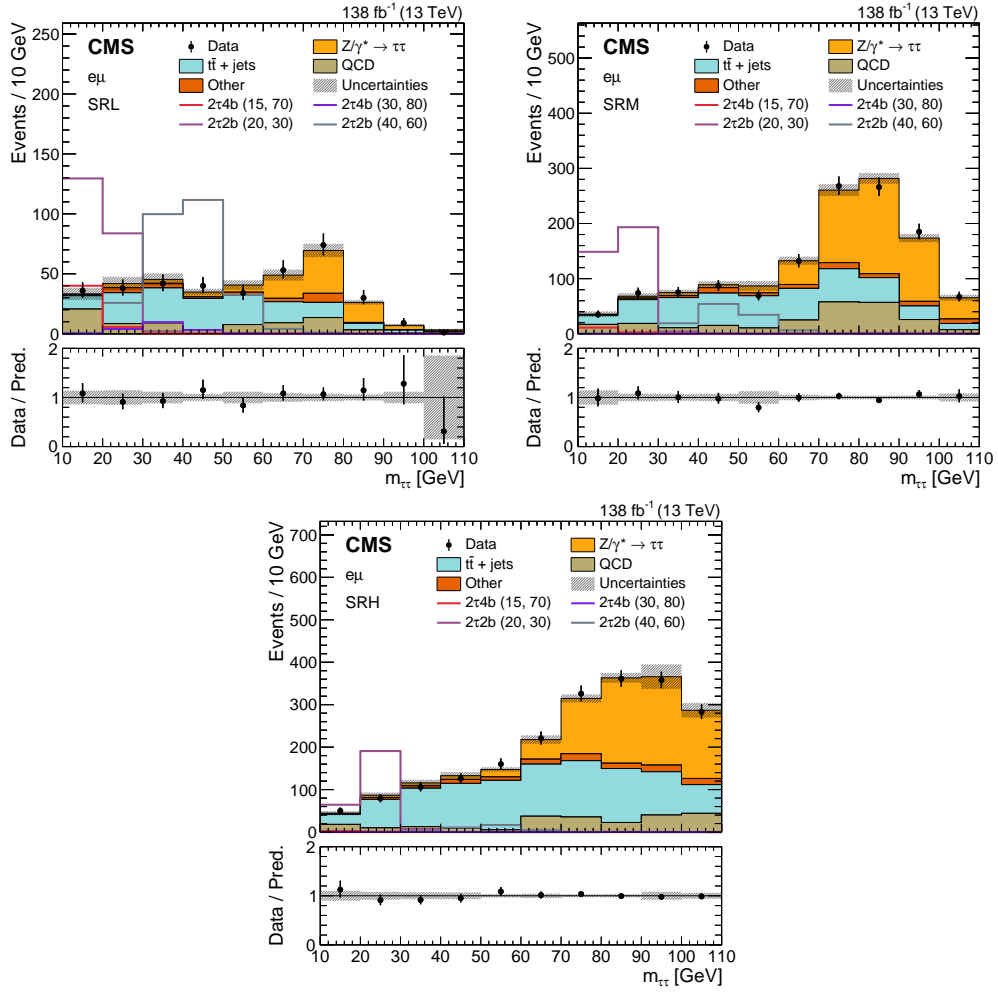 138 fb⁻¹ (13 TeV)
CMS
eμ
SRL
Data
Z/γ* → ττ
tt̄ + jets
QCD
Other
Uncertainties
2τ4b (15, 70)
2τ4b (30, 80)
2τ2b (20, 30)
2τ2b (40, 60)
Events / 10 GeV
250
200
150
100
50
0
Data / Pred.
2
1
0
10 20 30 40 50 60 70 80 90 100 110
m_ττ [GeV]
138 fb⁻¹ (13 TeV)
CMS
eμ
SRM
Data
Z/γ* → ττ
tt̄ + jets
QCD
Other
Uncertainties
2τ4b (15, 70)
2τ4b (30, 80)
2τ2b (20, 30)
2τ2b (40, 60)
Events / 10 GeV
500
400
300
200
100
0
Data / Pred.
2
1
0
10 20 30 40 50 60 70 80 90 100 110
m_ττ [GeV]
138 fb⁻¹ (13 TeV)
CMS
eμ
SRH
Data
Z/γ* → ττ
tt̄ + jets
QCD
Other
Uncertainties
2τ4b (15, 70)
2τ4b (30, 80)
2τ2b (20, 30)
2τ2b (40, 60)
Events / 10 GeV
700
600
500
400
300
200
100
0
Data / Pred.
2
1
0
10 20 30 40 50 60 70 80 90 100 110
m_ττ [GeV]